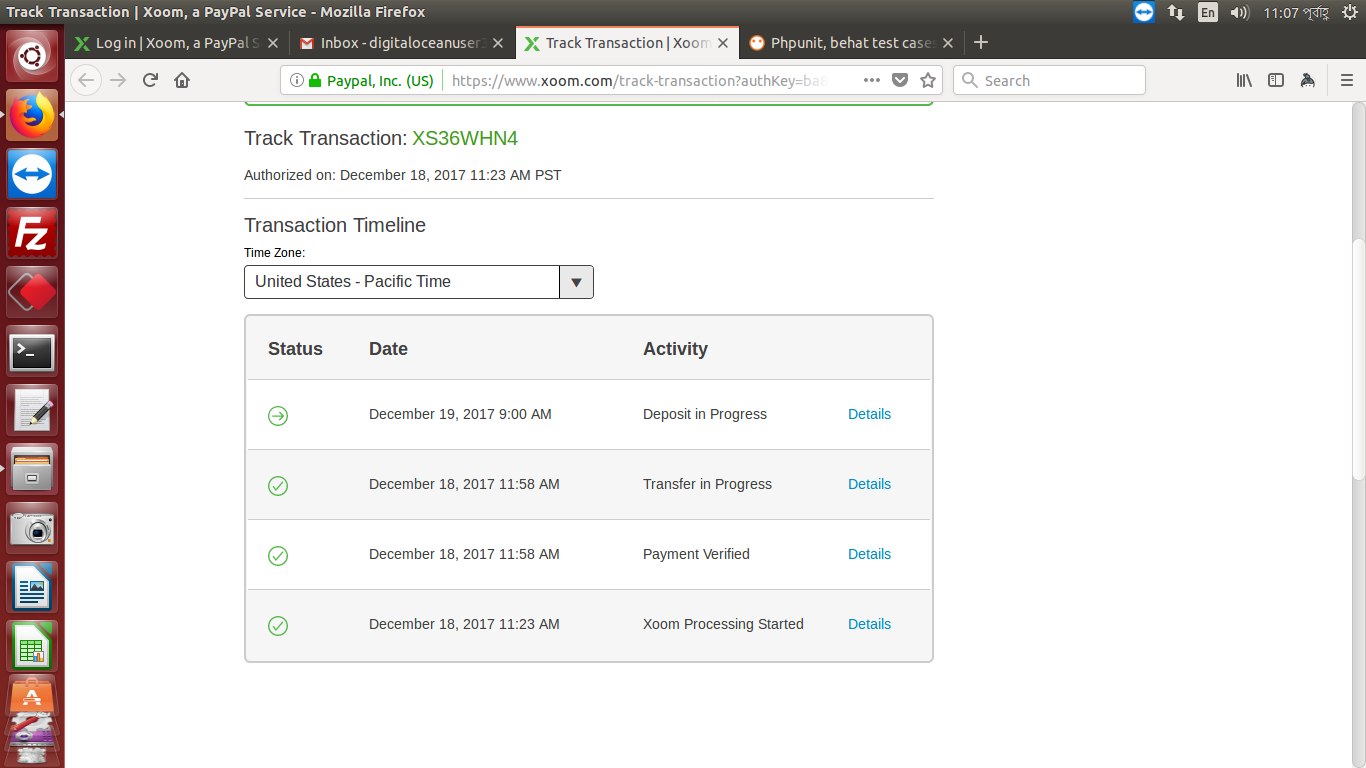 Track Transaction | Xoom, a PayPal Service - Mozilla Firefox
En
11:07 পূর্বাহ্ণ
Log in | Xoom, a PayPal S
Inbox - digitaloceanuser
Track Transaction | Xoom
Phpunit, behat test cases
Paypal, Inc. (US)
https://www.xoom.com/track-transaction?authKey=ba
Search
Track Transaction: XS36WHN4
Authorized on: December 18, 2017 11:23 AM PST
Transaction Timeline
Time Zone:
United States - Pacific Time
Status Date Activity
December 19, 2017 9:00 AM Deposit in Progress Details
December 18, 2017 11:58 AM Transfer in Progress Details
December 18, 2017 11:58 AM Payment Verified Details
December 18, 2017 11:23 AM Xoom Processing Started Details